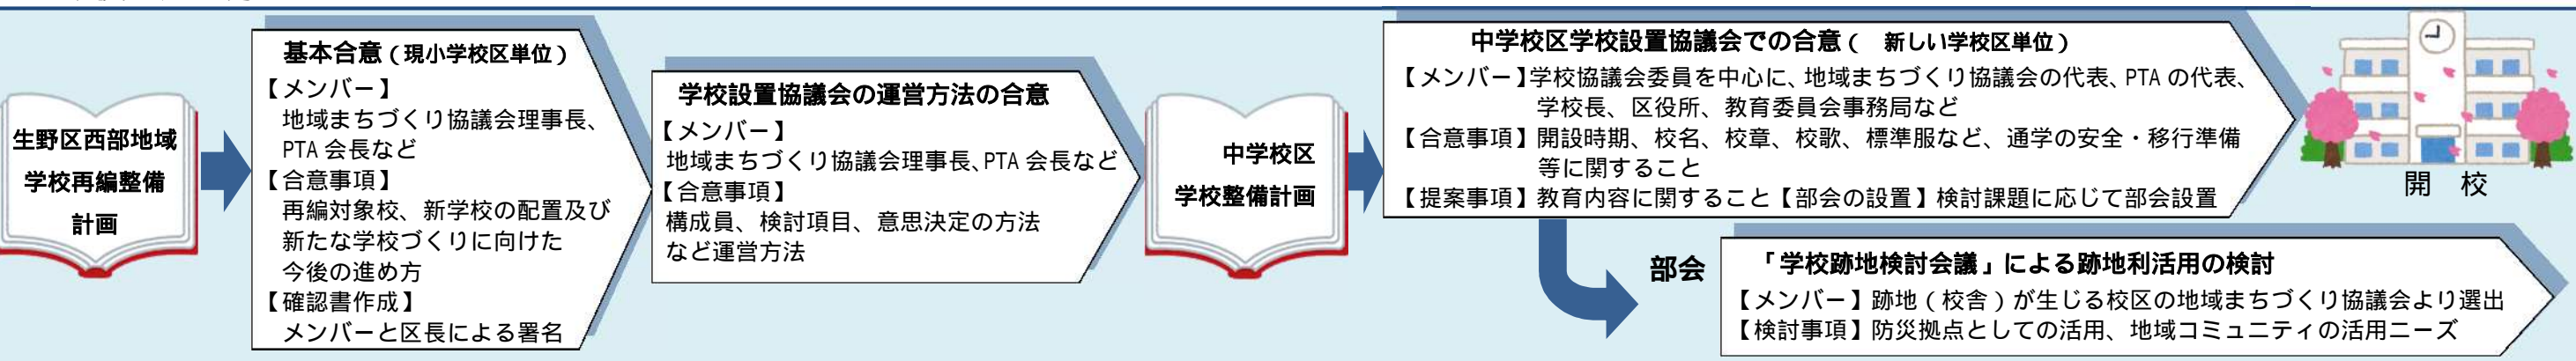 生野区西部地域
学校再編整備
計画
基本合意(現小学校区単位)
【メンバー】
地域まちづくり協議会理事長、
PTA 会長など
【合意事項】
再編対象校、新学校の配置及び
新たな学校づくりに向けた
今後の進め方
【確認書作成】
メンバーと区長による署名
学校設置協議会の運営方法の合意
【メンバー】
地域まちづくり協議会理事長、PTA 会長など
【合意事項】
構成員、検討項目、意思決定の方法
など運営方法
中学校区
学校整備計画
中学校区学校設置協議会での合意( 新しい学校区単位)
【メンバー】学校協議会委員を中心に、地域まちづくり協議会の代表、PTA の代表、
学校長、区役所、教育委員会事務局など
【合意事項】開設時期、校名、校章、校歌、標準服など、通学の安全・移行準備
等に関すること
【提案事項】教育内容に関すること【部会の設置】検討課題に応じて部会設置
開 校
部会
「学校跡地検討会議」による跡地利活用の検討
【メンバー】跡地(校舎)が生じる校区の地域まちづくり協議会より選出
【検討事項】防災拠点としての活用、地域コミュニティの活用ニーズ